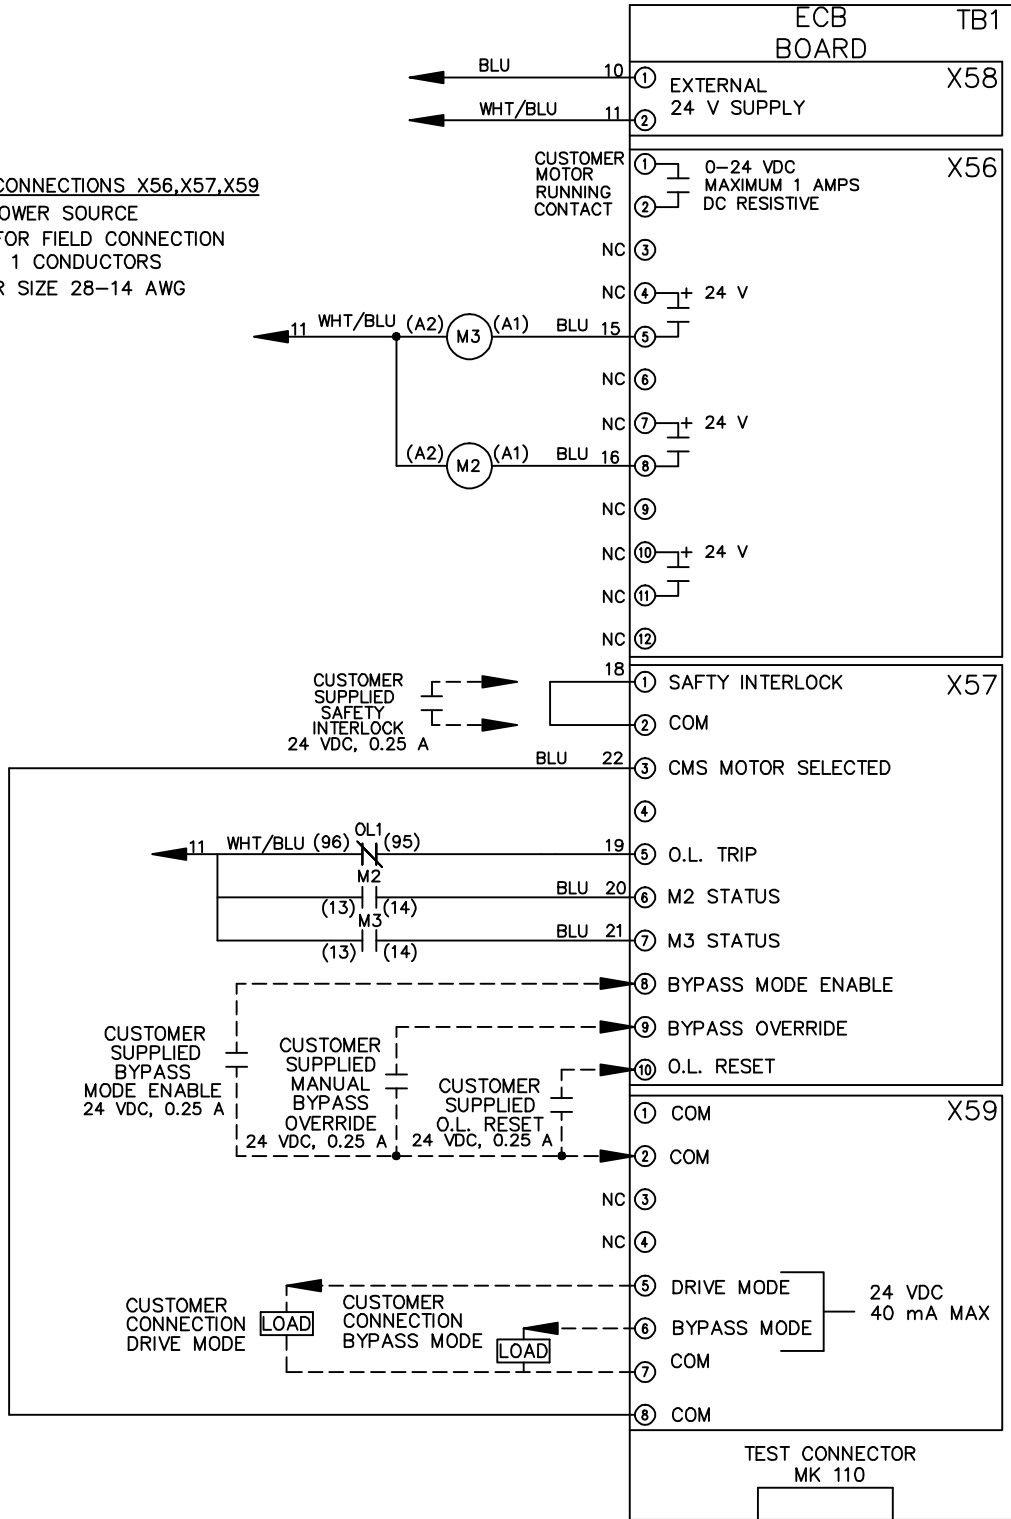 ECB
BOARD
TB1
BLU 10 1 EXTERNAL X58
WHT/BLU 11 2 24 V SUPPLY
CONNECTIONS X56,X57,X59
OWER SOURCE
FOR FIELD CONNECTION
1 CONDUCTORS
R SIZE 28-14 AWG
CUSTOMER
MOTOR
RUNNING
CONTACT
1
2
0-24 VDC
MAXIMUM 1 AMPS
DC RESISTIVE
X56
NC 3
NC 4 + 24 V
11 WHT/BLU (A2) M3 (A1) BLU 15 5
NC 6
NC 7 + 24 V
(A2) M2 (A1) BLU 16 8
NC 9
NC 10 + 24 V
NC 11
NC 12
CUSTOMER
SUPPLIED
SAFETY
INTERLOCK
24 VDC, 0.25 A
18 1 SAFTY INTERLOCK X57
2 COM
BLU 22 3 CMS MOTOR SELECTED
4
11 WHT/BLU (96) OL1 (95) 19 5 O.L. TRIP
M2
(13) (14) BLU 20 6 M2 STATUS
M3
(13) (14) BLU 21 7 M3 STATUS
8 BYPASS MODE ENABLE
9 BYPASS OVERRIDE
10 O.L. RESET
CUSTOMER
SUPPLIED
BYPASS
MODE ENABLE
24 VDC, 0.25 A
CUSTOMER
SUPPLIED
MANUAL
BYPASS
OVERRIDE
24 VDC, 0.25 A
CUSTOMER
SUPPLIED
O.L. RESET
24 VDC, 0.25 A
1 COM X59
2 COM
NC 3
NC 4
5 DRIVE MODE
6 BYPASS MODE
24 VDC
40 mA MAX
7 COM
8 COM
CUSTOMER
CONNECTION
DRIVE MODE
LOAD
CUSTOMER
CONNECTION
BYPASS MODE
LOAD
TEST CONNECTOR
MK 110